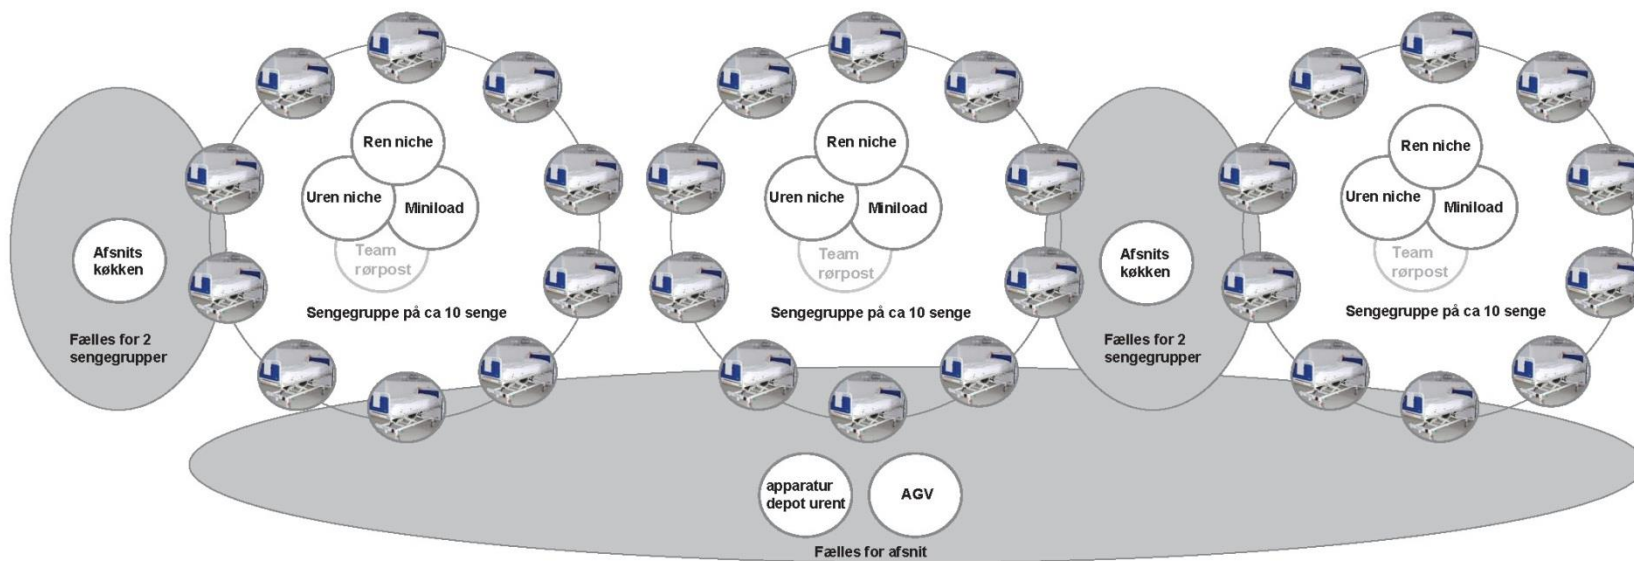 Afsnits
køkken
Fælles for 2
sengegrupper
Ren niche
Uren niche
Miniload
Team
rørpost
Sengegruppe på ca 10 senge
Ren niche
Uren niche
Miniload
Team
rørpost
Sengegruppe på ca 10 senge
Afsnits
køkken
Fælles for 2
sengegrupper
Ren niche
Uren niche
Miniload
Team
rørpost
Sengegruppe på ca 10 senge
apparatur
depot urent
AGV
Fælles for afsnit